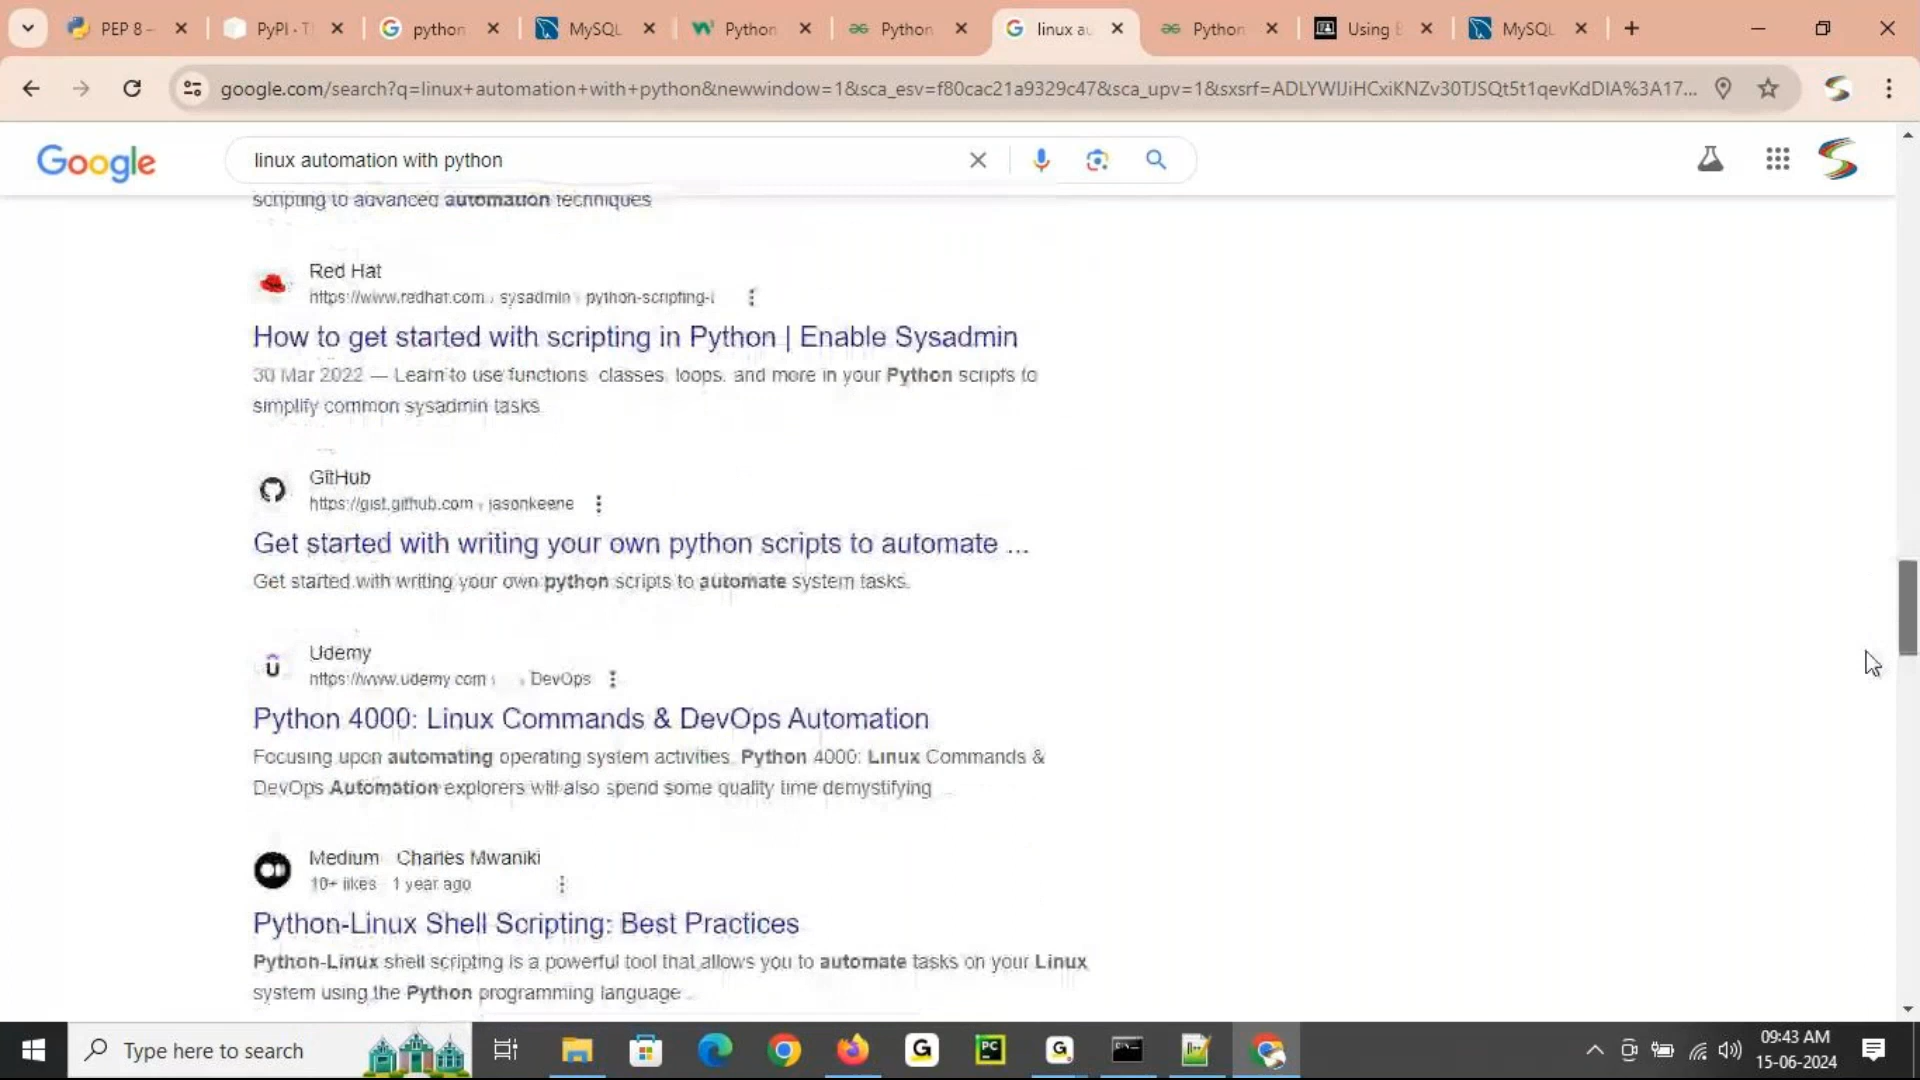 PEP 8 –
PyPI · T
python
MySQL
Python
Python
linux au
Python
Using B
MySQL
google.com/search?q=linux+automation+with+python&newwindow=1&sca_esv=f80cac21a9329c47&sca_upv=1&sxsrf=ADLYWIJiHCxiKNZv30TJSQt5t1qevKdDIA%3A17...
Google
linux automation with python
scripting to advanced automation techniques
Red Hat
https://www.redhat.com › sysadmin › python-scripting-i
How to get started with scripting in Python | Enable Sysadmin
30 Mar 2022 — Learn to use functions, classes, loops, and more in your Python scripts to
simplify common sysadmin tasks.
GitHub
https://gist.github.com › jasonkeene
Get started with writing your own python scripts to automate ...
Get started with writing your own python scripts to automate system tasks.
Udemy
https://www.udemy.com › › DevOps
Python 4000: Linux Commands & DevOps Automation
Focusing upon automating operating system activities, Python 4000: Linux Commands &
DevOps Automation explorers will also spend some quality time demystifying
Medium · Charles Mwaniki
10+ likes · 1 year ago
Python-Linux Shell Scripting: Best Practices
Python-Linux shell scripting is a powerful tool that allows you to automate tasks on your Linux
system using the Python programming language
Type here to search
09:43 AM
15-06-2024